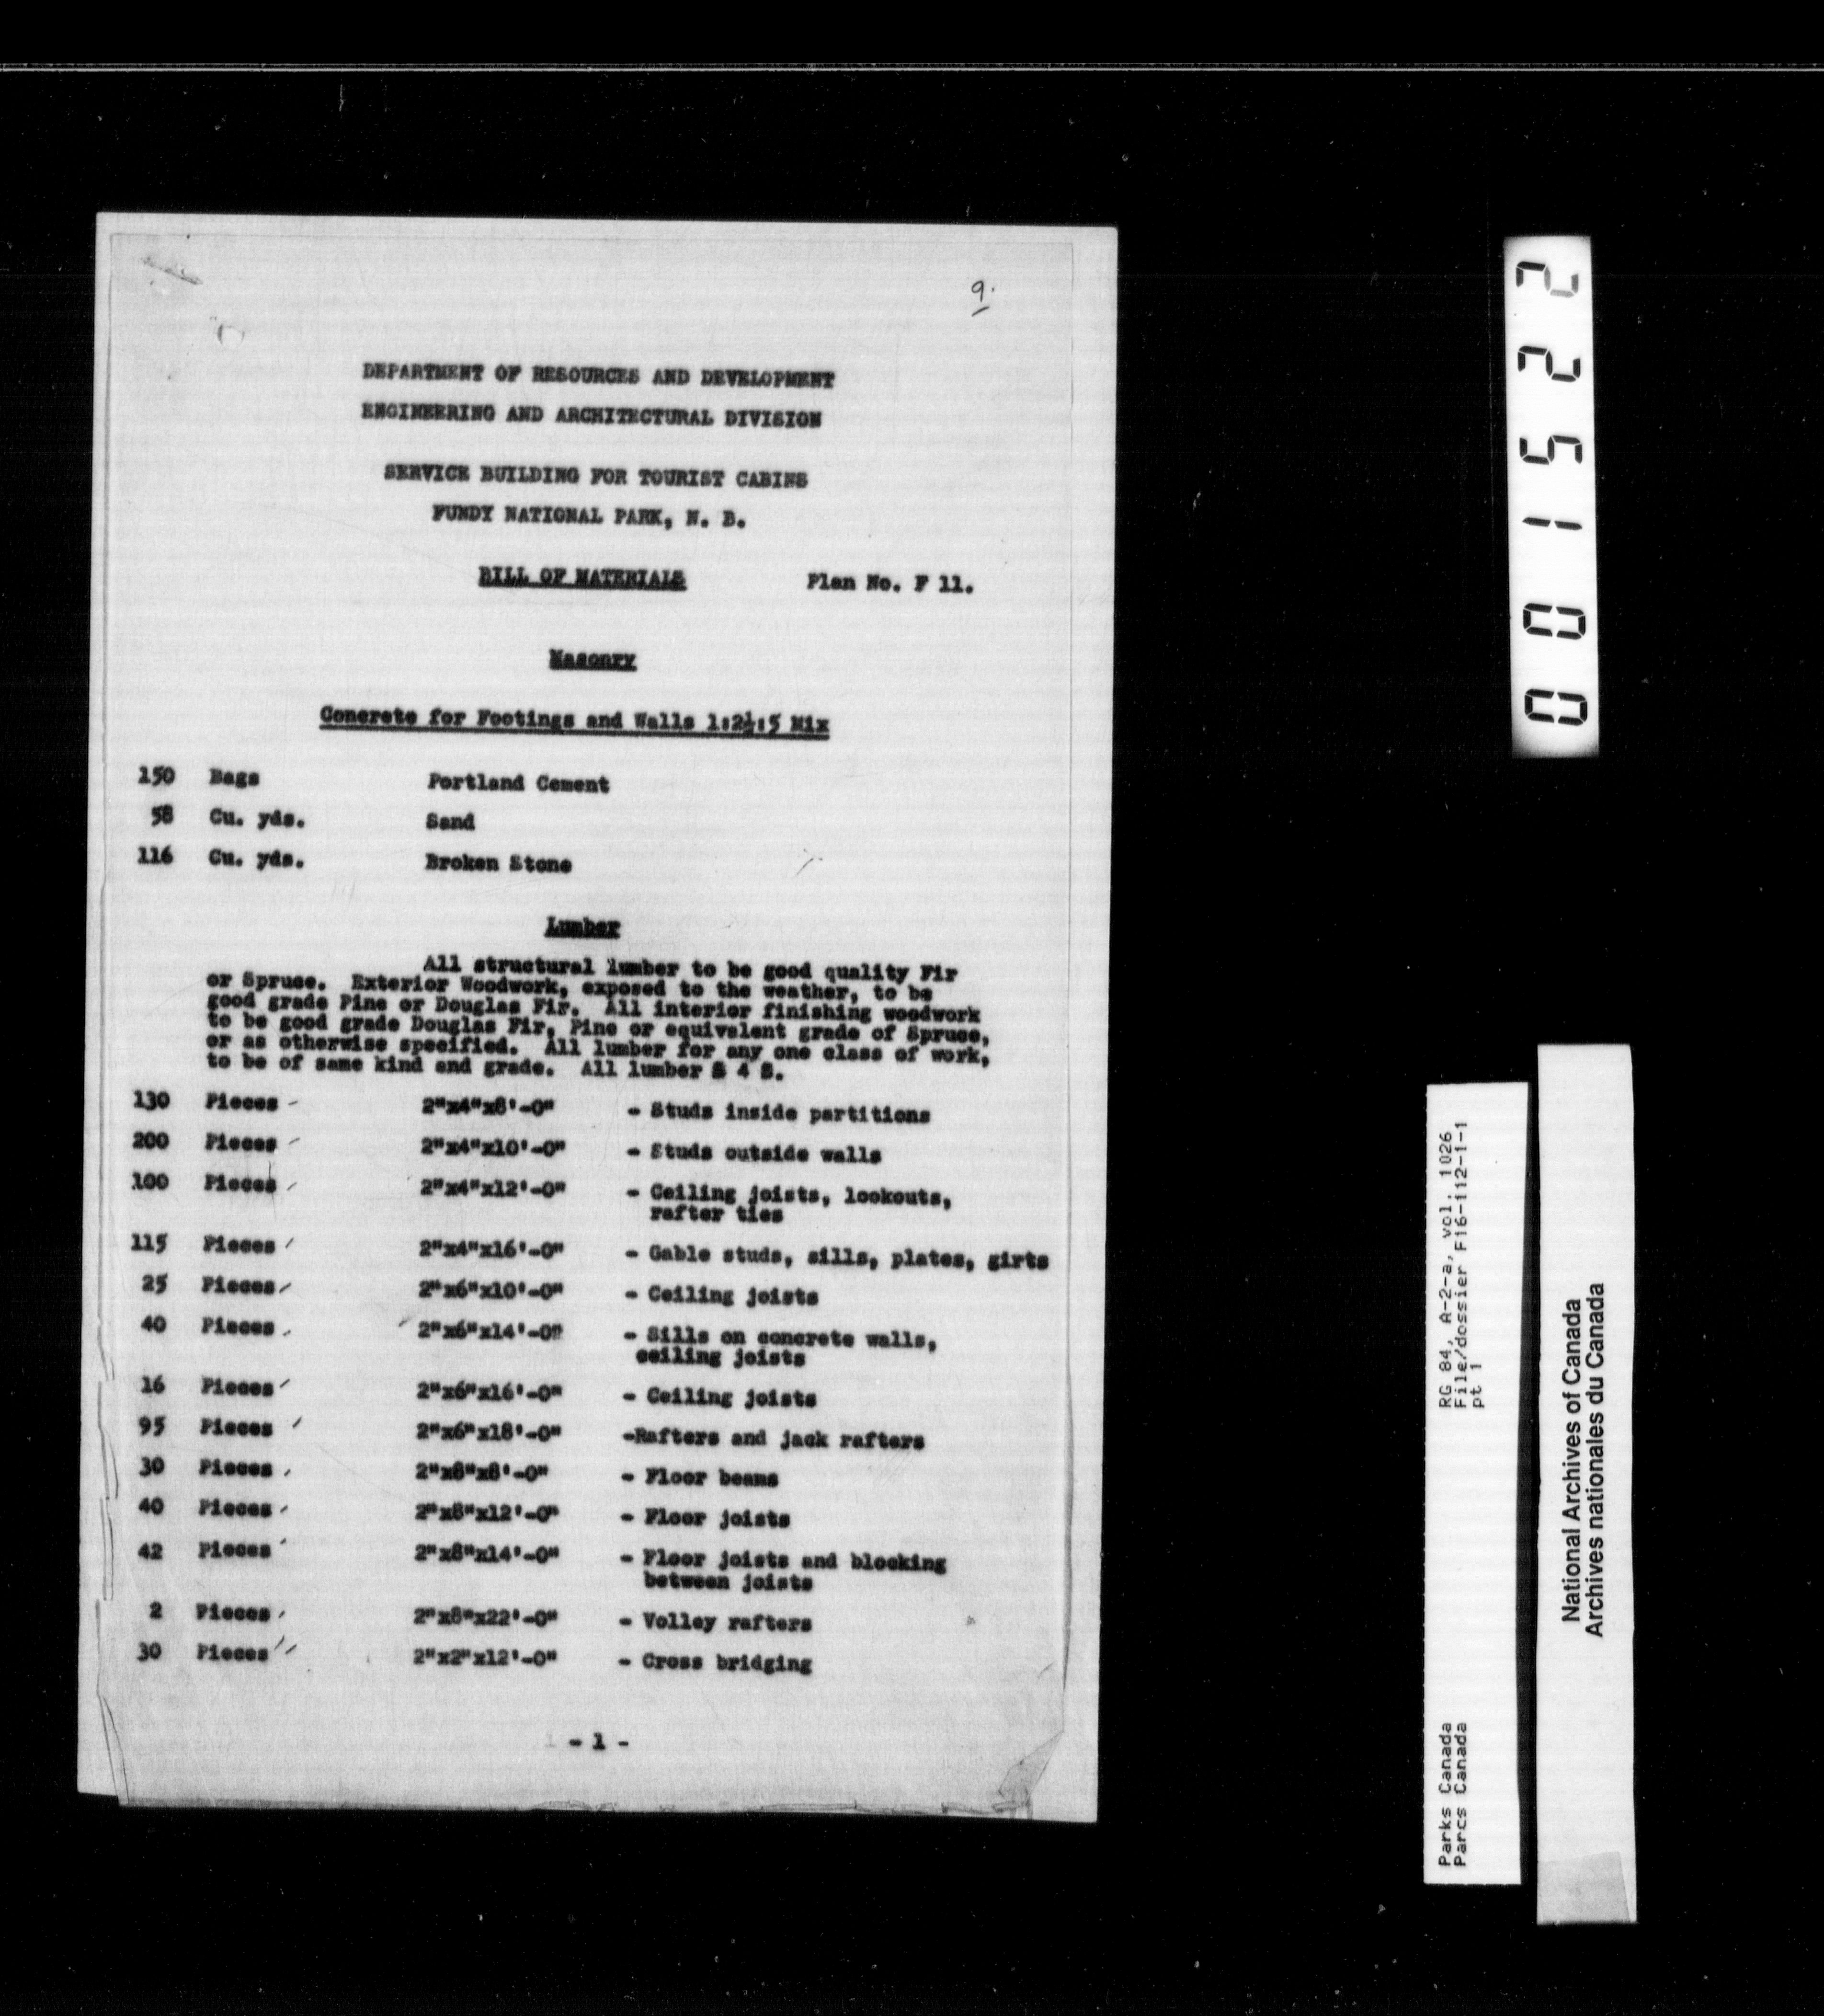 9.
DEPARTMENT OF RESOURCES AND DEVELOPMENT
ENGINEERING AND ARCHITECTURAL DIVISION
SERVICE BUILDING FOR TOURIST CABINS
FUNDY NATIONAL PARK, N. B.
BILL OF MATERIALS Plan No. F 11.
Masonry
Concrete for Footings and Walls 1:2½:5 Mix
150 Bags Portland Cement
58 Cu. yds. Sand
116 Cu. yds. Broken Stone
Lumber
All structural lumber to be good quality Fir
or Spruce. Exterior Woodwork, exposed to the weather, to be
good grade Pine or Douglas Fir. All interior finishing woodwork
to be good grade Douglas Fir, Pine or equivalent grade of Spruce,
or as otherwise specified. All lumber for any one class of work,
to be of same kind and grade. All lumber S 4 S.
130 Pieces 2"x4"x8'-0" - Studs inside partitions
200 Pieces 2"x4"x10'-0" - Studs outside walls
100 Pieces 2"x4"x12'-0" - Ceiling joists, lookouts,
rafter ties
115 Pieces 2"x4"x16'-0" - Gable studs, sills, plates, girts
25 Pieces 2"x6"x10'-0" - Ceiling joists
40 Pieces 2"x6"x14'-0" - Sills on concrete walls,
ceiling joists
16 Pieces 2"x6"x16'-0" - Ceiling joists
95 Pieces 2"x6"x18'-0" -Rafters and jack rafters
30 Pieces 2"x8"x8'-0" - Floor beams
40 Pieces 2"x8"x12'-0" - Floor joists
42 Pieces 2"x8"x14'-0" - Floor joists and blocking
between joists
2 Pieces 2"x8"x22'-0" - Volley rafters
30 Pieces 2"x2"x12'-0" - Cross bridging
- 1 -
001522
RG 84, A-2-a, vol. 1026
File/dossier F16-112-1-1
pt 1
Parks Canada
Parcs Canada
National Archives of Canada
Archives nationales du Canada